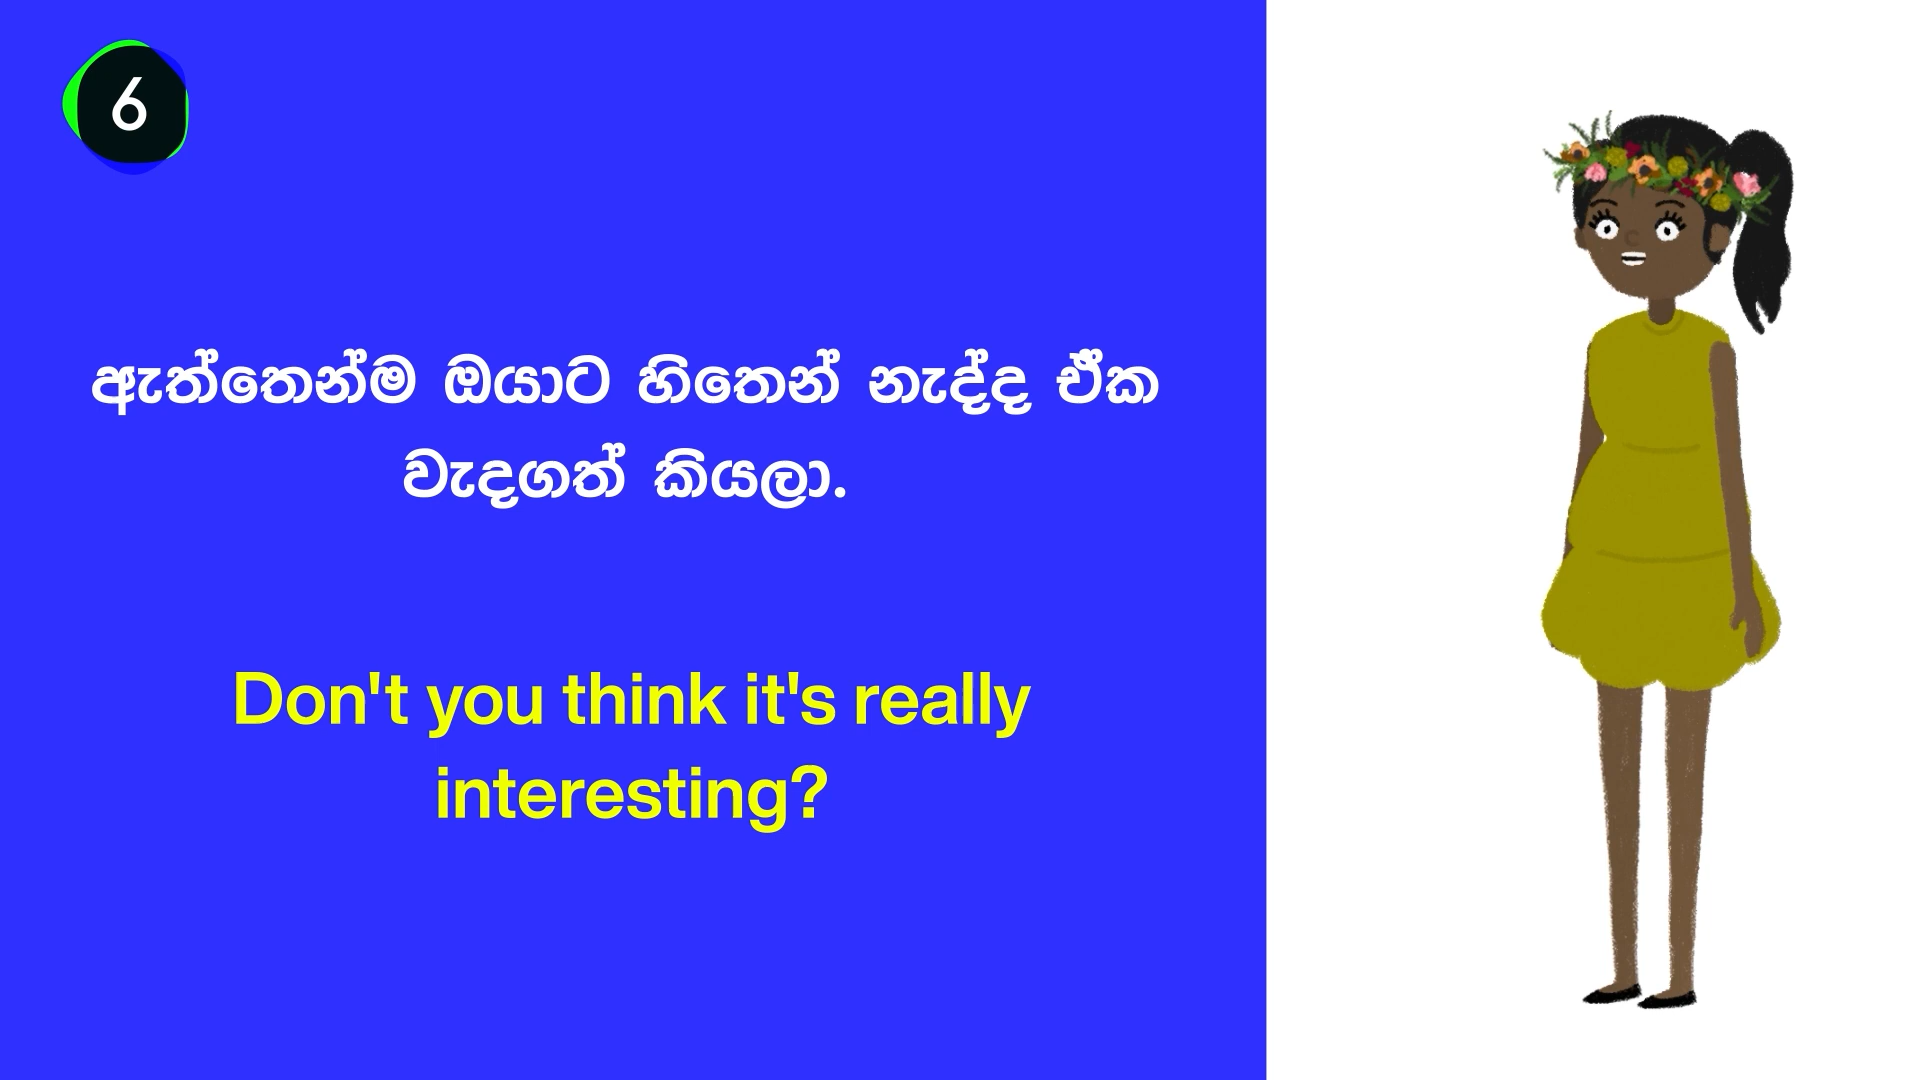 6
ඇත්තෙන්ම ඔයාට හිතෙන් නැද්ද ඒක
වැදගත් කියලා.
Don't you think it's really
interesting?